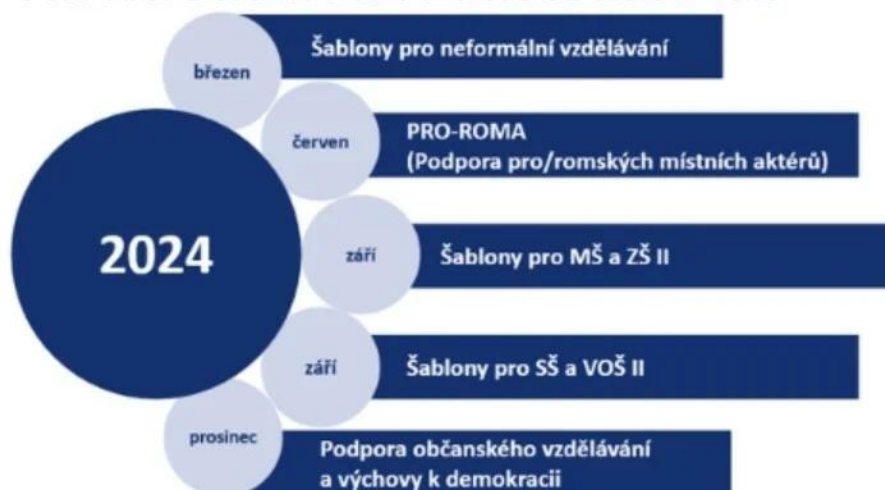 březen
Šablony pro neformální vzdělávání
červen
PRO-ROMA
(Podpora pro/romských místních aktérů)
2024
září
Šablony pro MŠ a ZŠ II
září
Šablony pro SŠ a VOŠ II
prosinec
Podpora občanského vzdělávání
a výchovy k demokracii